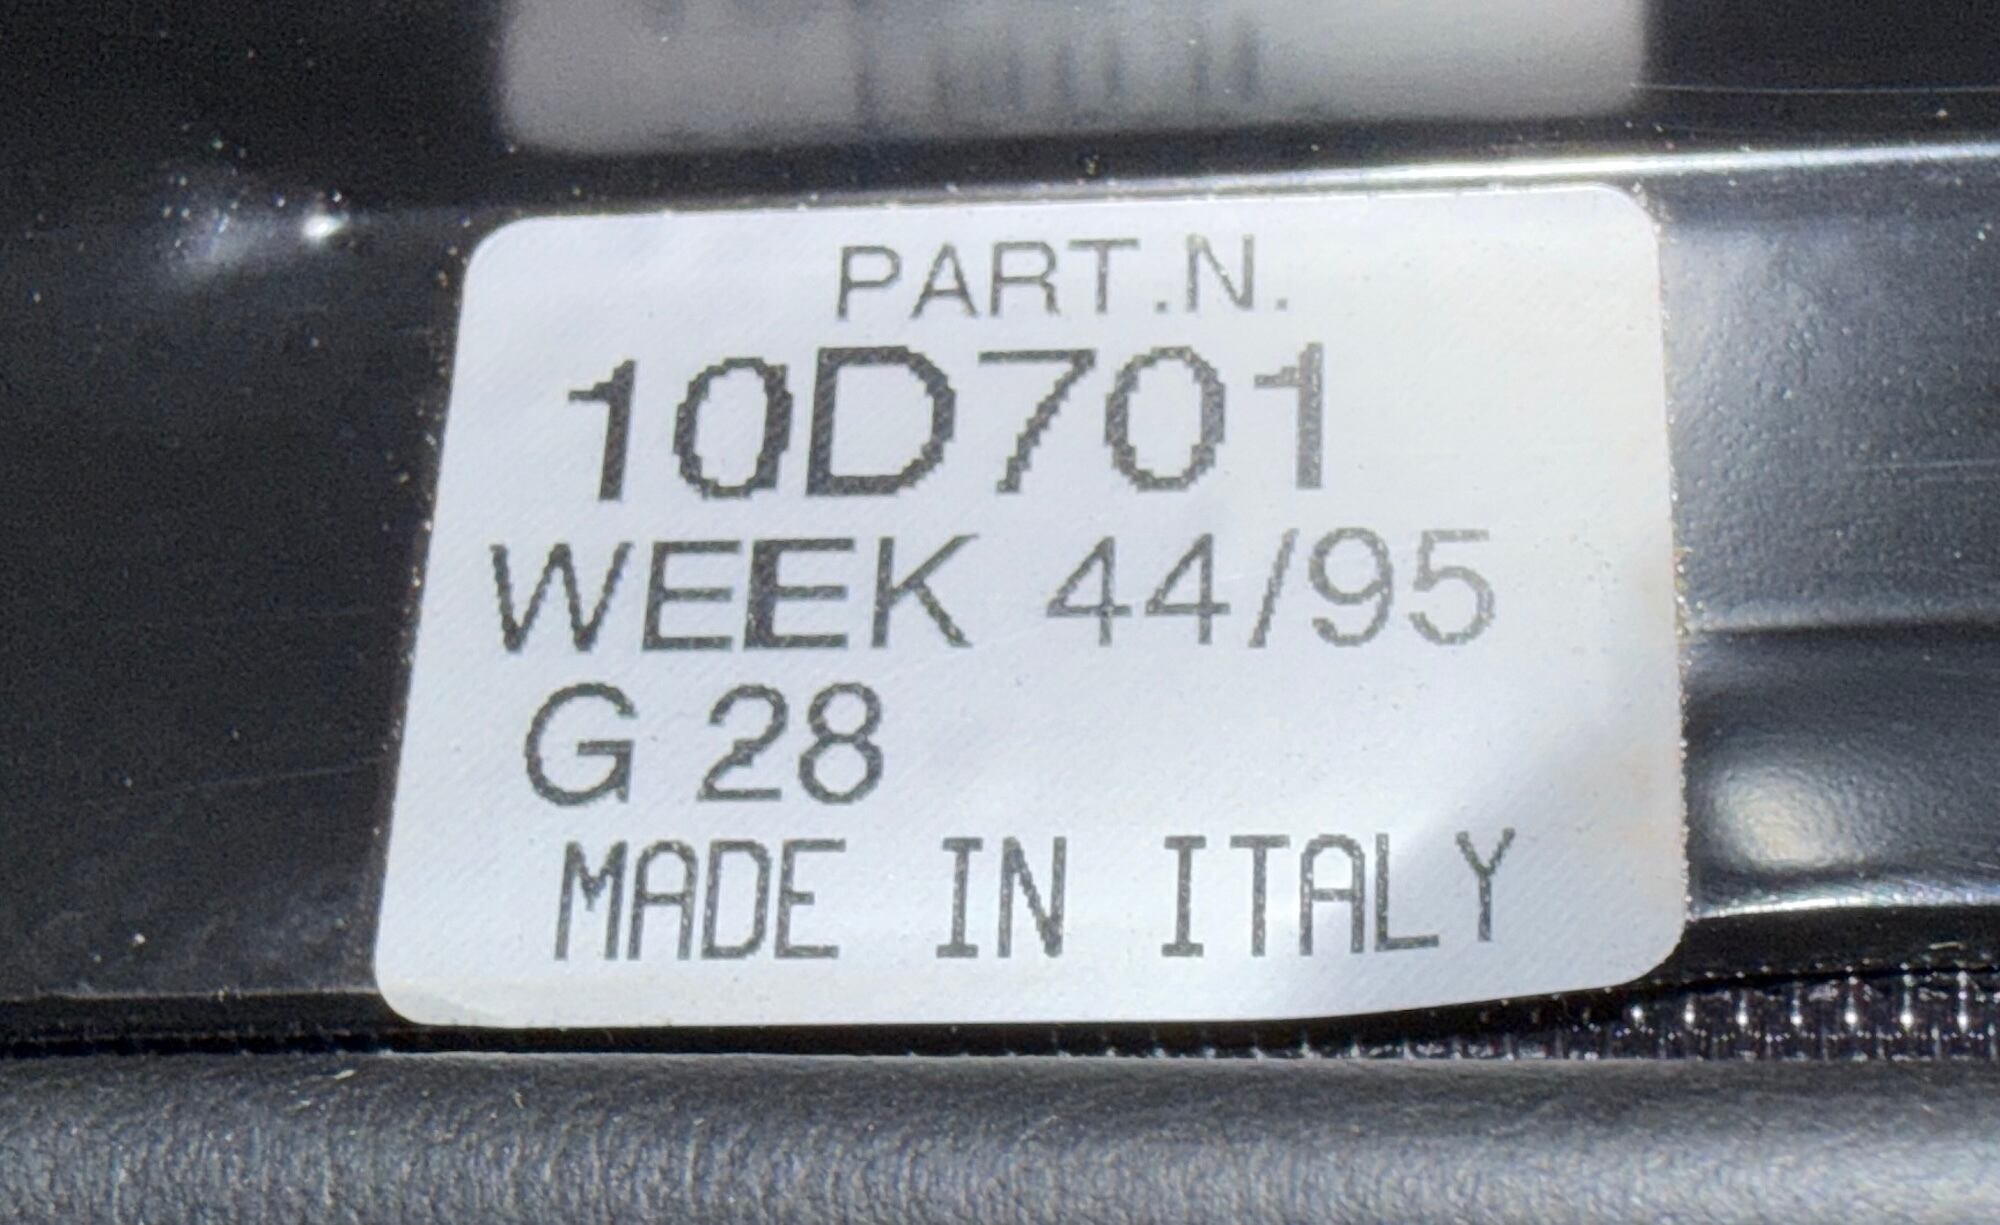 PART.N.
10D701
WEEK 44/95
G 28
MADE IN ITALY